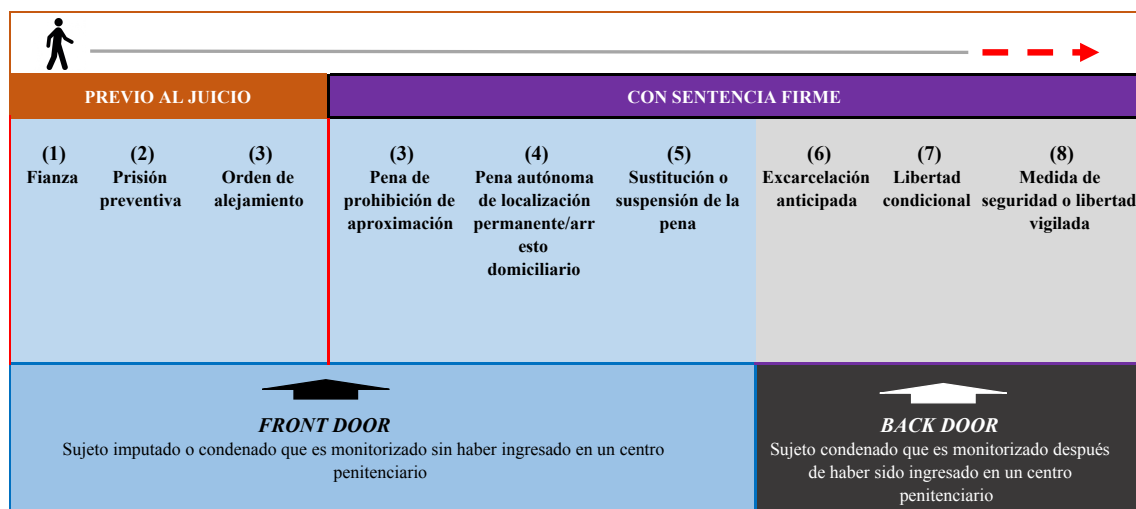 PREVIO AL JUICIO
CON SENTENCIA FIRME
(1)
Fianza
(2)
Prisión
preventiva
(3)
Orden de
alejamiento
(3)
Pena de
prohibición de
aproximación
(4)
Pena autónoma
de localización
permanente/arr
esto
domiciliario
(5)
Sustitución o
suspensión de la
pena
(6)
Excarcelación
anticipada
(7)
Libertad
condicional
(8)
Medida de
seguridad o libertad
vigilada
FRONT DOOR
Sujeto imputado o condenado que es monitorizado sin haber ingresado en un centro
penitenciario
BACK DOOR
Sujeto condenado que es monitorizado después
de haber sido ingresado en un centro
penitenciario